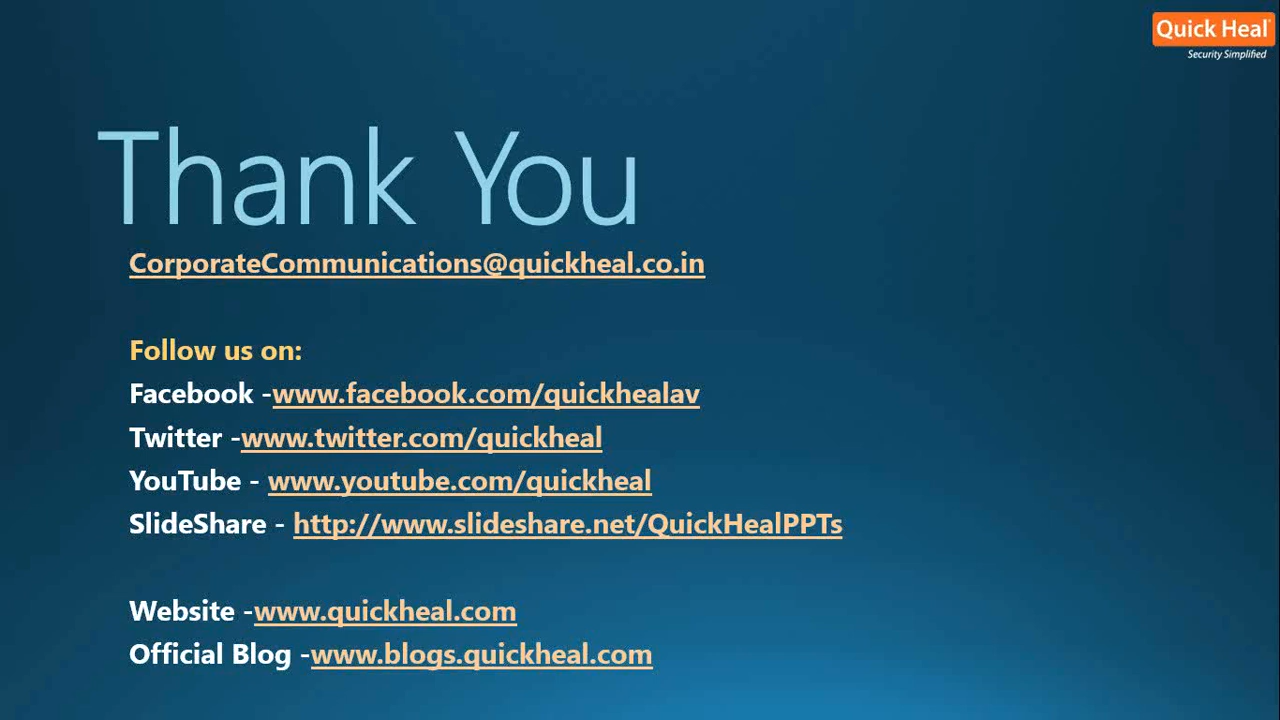 Quick Heal
Security Simplified
Thank You
CorporateCommunications@quickheal.co.in
Follow us on:
Facebook -www.facebook.com/quickhealav
Twitter -www.twitter.com/quickheal
YouTube - www.youtube.com/quickheal
SlideShare - http://www.slideshare.net/QuickHealPPTs
Website -www.quickheal.com
Official Blog -www.blogs.quickheal.com